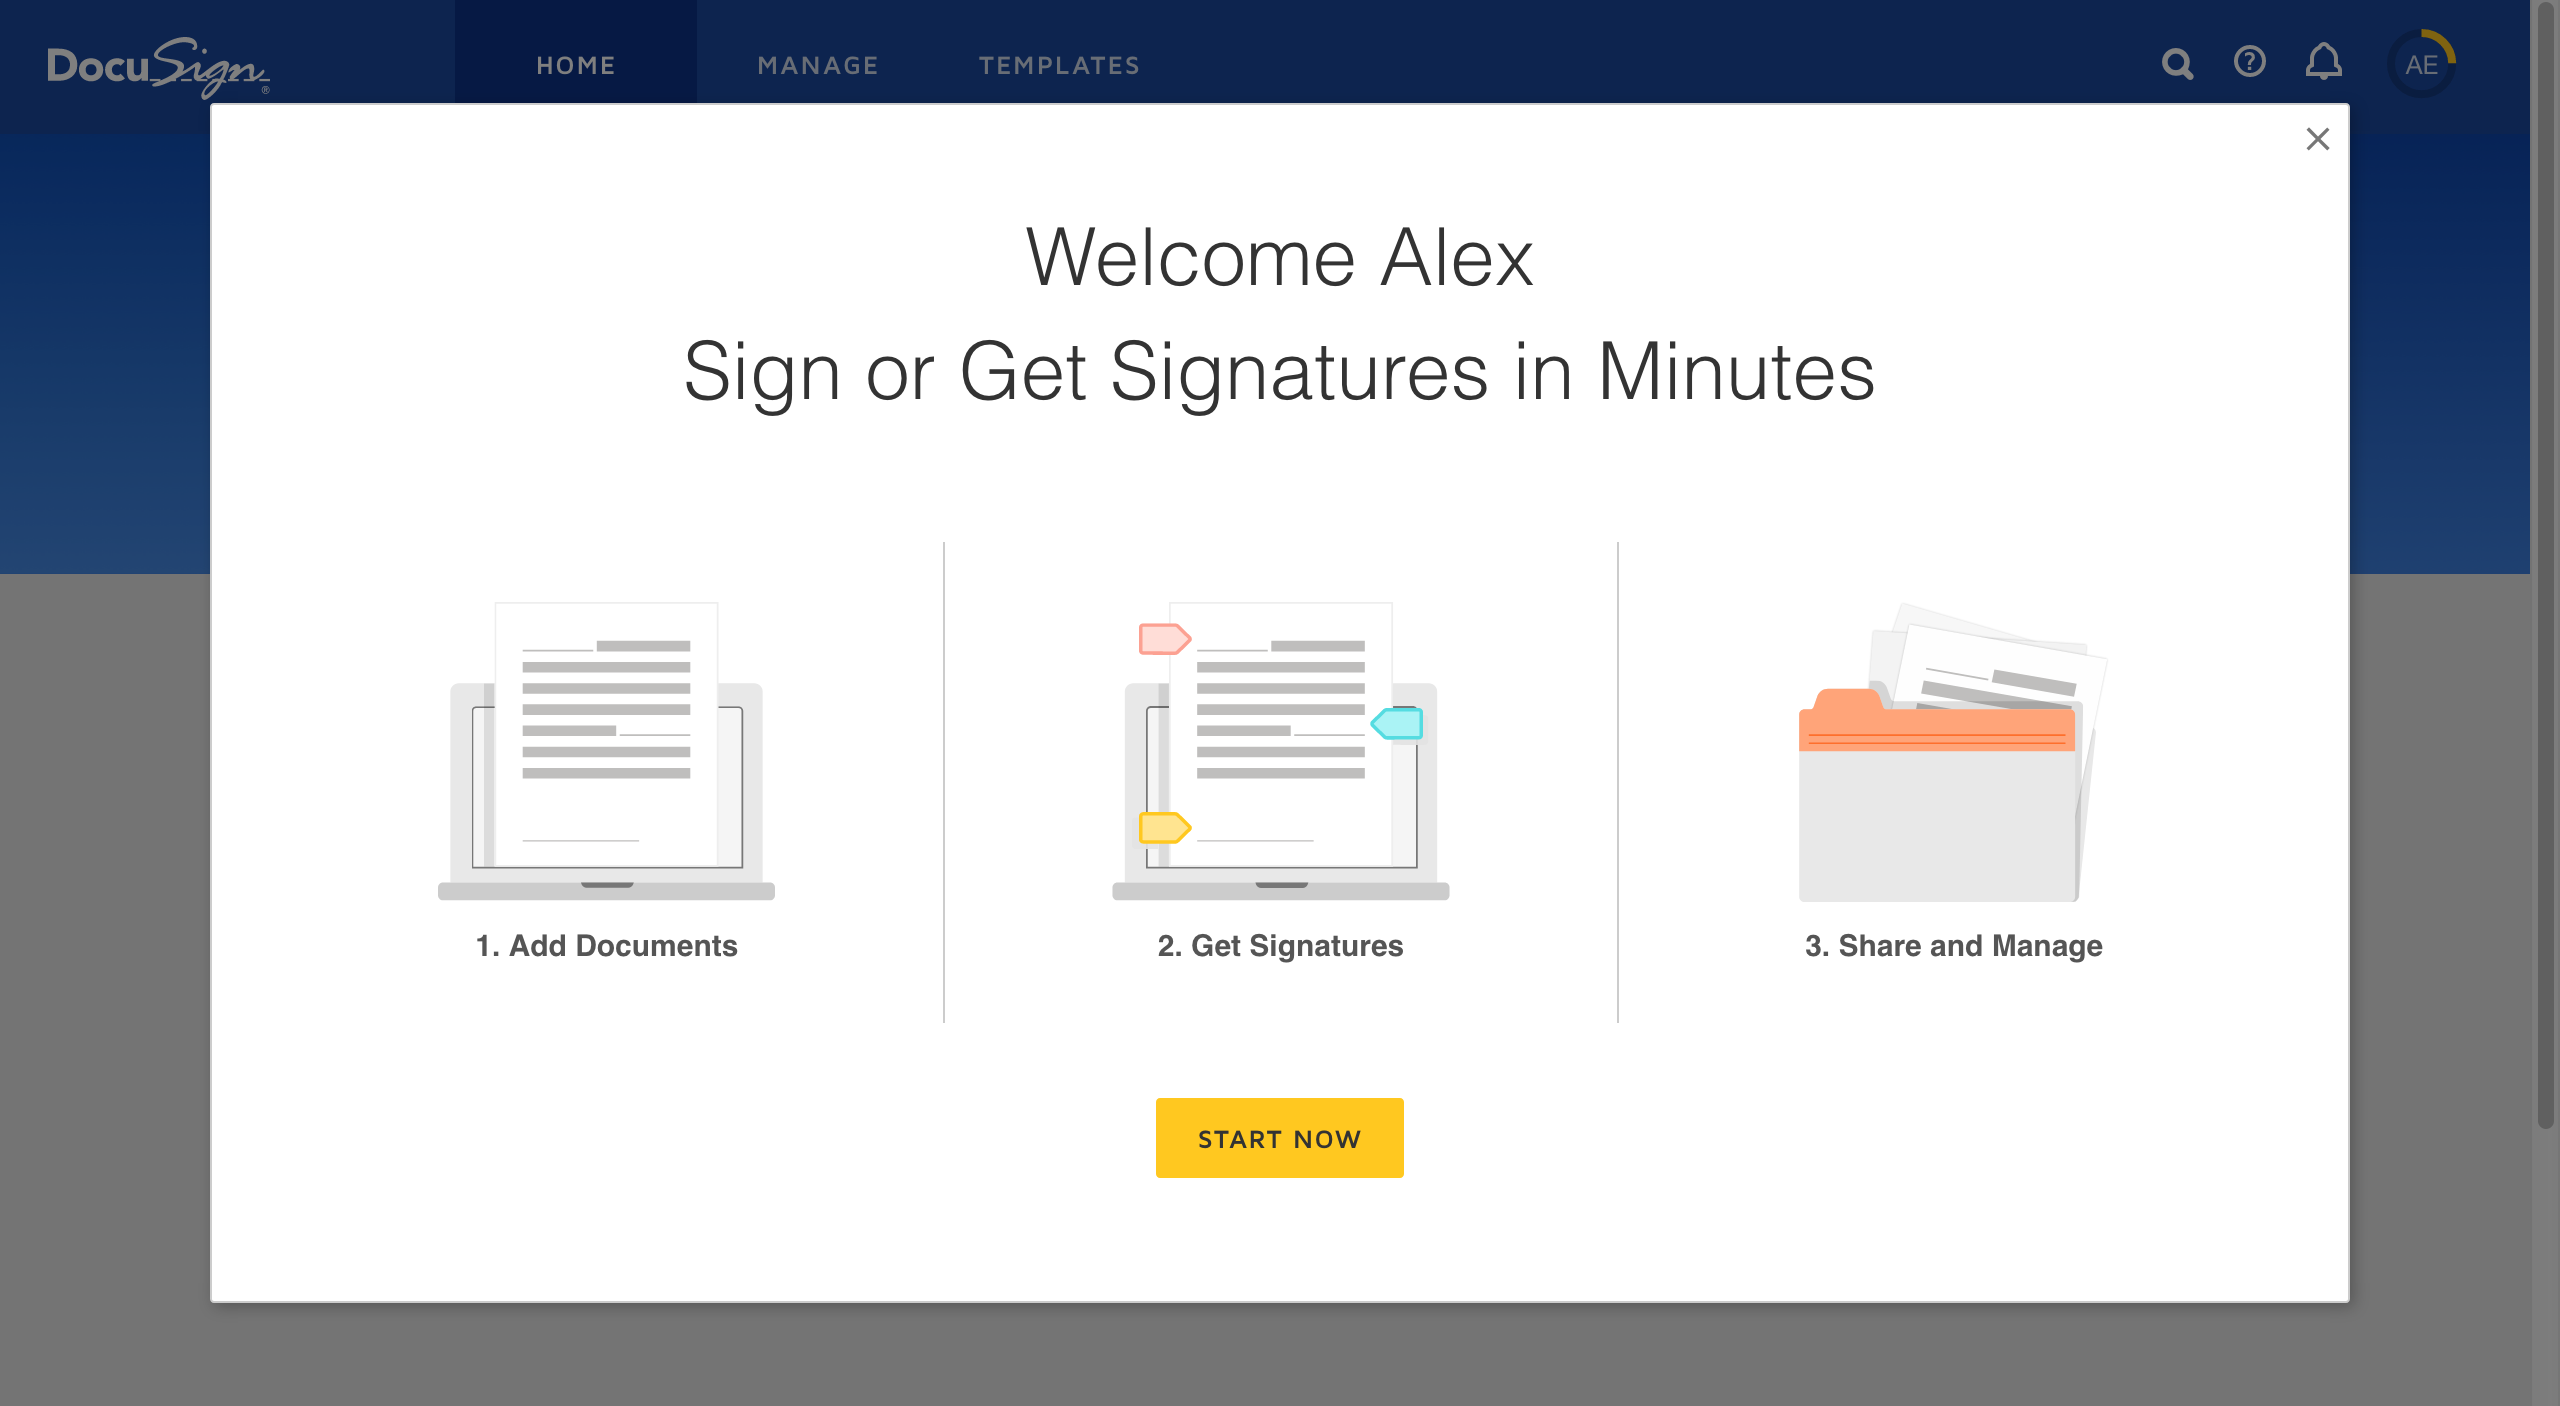 DocuSign®
HOME
MANAGE
TEMPLATES
AE
Welcome Alex
Sign or Get Signatures in Minutes
1. Add Documents
2. Get Signatures
3. Share and Manage
START NOW